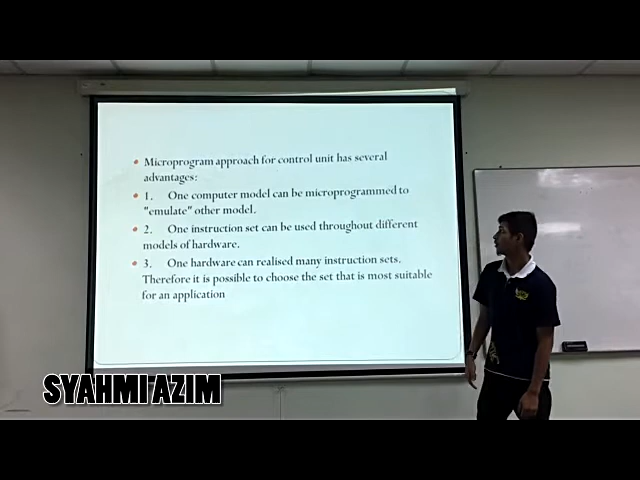 • Microprogram approach for control unit has several
advantages:
• 1. One computer model can be microprogrammed to
"emulate" other model.
• 2. One instruction set can be used throughout different
models of hardware.
• 3. One hardware can realised many instruction sets.
Therefore it is possible to choose the set that is most suitable
for an application
SYAHMI AZIM